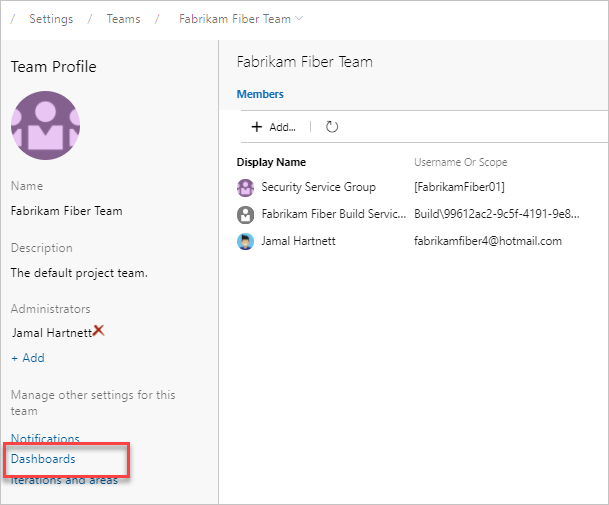 / Settings / Teams / Fabrikam Fiber Team
Team Profile
Name
Fabrikam Fiber Team
Description
The default project team.
Administrators
Jamal Hartnett
+ Add
Manage other settings for this
team
Notifications
Dashboards
Iterations and areas
Fabrikam Fiber Team
Members
+ Add...
Display Name Username Or Scope
Security Service Group [FabrikamFiber01]
Fabrikam Fiber Build Servic... Build\99612ac2-9c5f-4191-9e8...
Jamal Hartnett fabrikamfiber4@hotmail.com